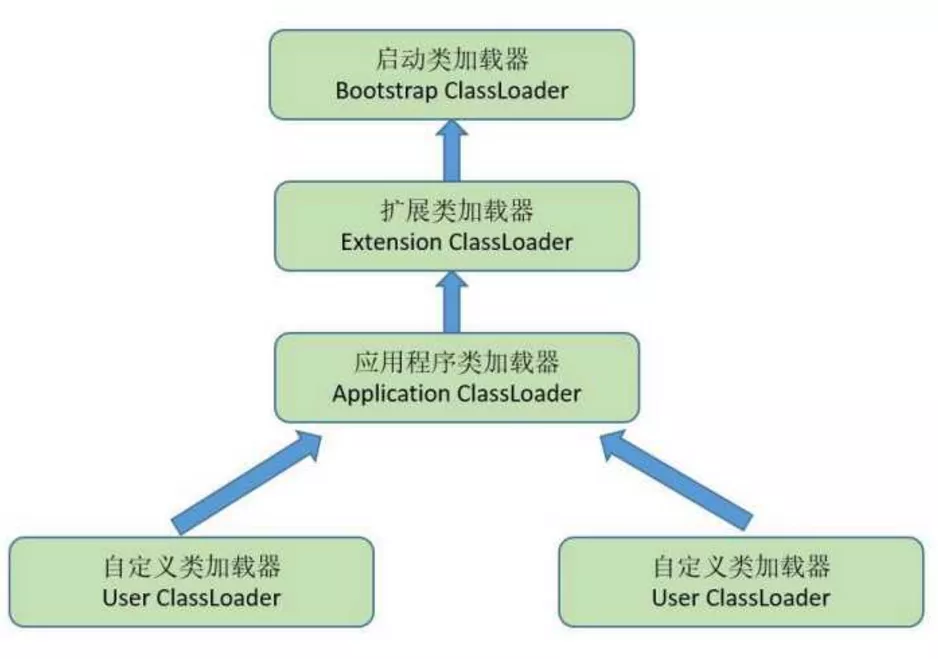 启动类加载器
Bootstrap ClassLoader
扩展类加载器
Extension ClassLoader
应用程序类加载器
Application ClassLoader
自定义类加载器
User ClassLoader
自定义类加载器
User ClassLoader